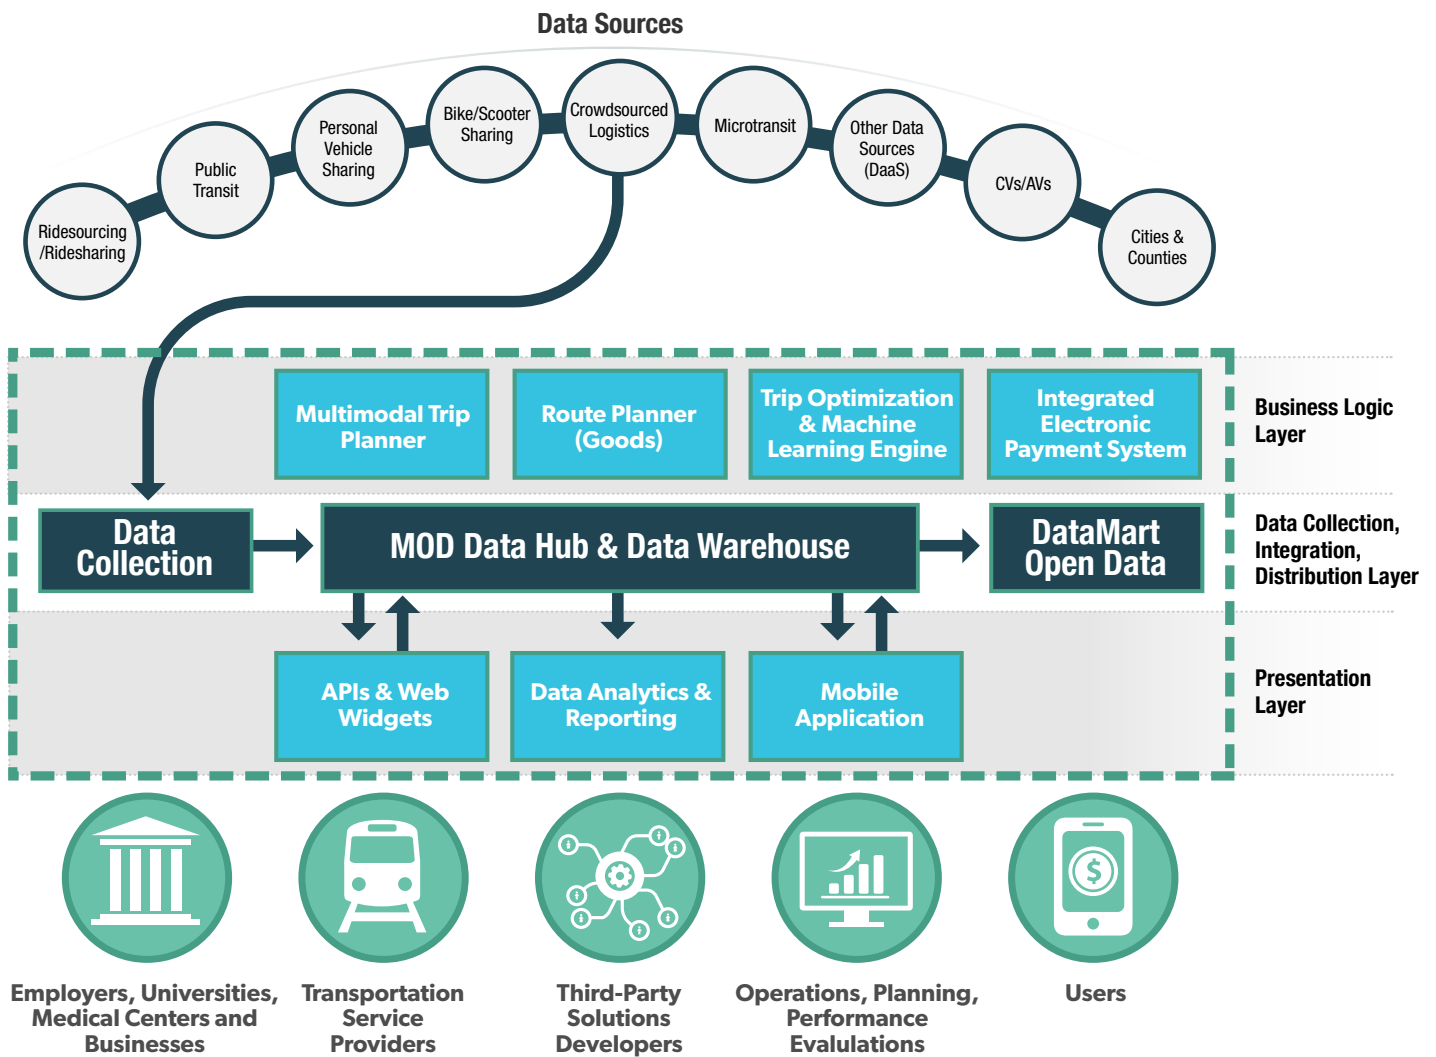 Data Sources
Ridesourcing
/Ridesharing
Public
Transit
Personal
Vehicle
Sharing
Bike/Scooter
Sharing
Crowdsourced
Logistics
Microtransit
Other Data
Sources
(DaaS)
CVs/AVs
Cities &
Counties
Multimodal Trip
Planner
Route Planner
(Goods)
Trip Optimization
& Machine
Learning Engine
Integrated
Electronic
Payment System
Business Logic
Layer
Data
Collection
MOD Data Hub & Data Warehouse
DataMart
Open Data
Data Collection,
Integration,
Distribution Layer
APIs & Web
Widgets
Data Analytics &
Reporting
Mobile
Application
Presentation
Layer
$
Employers, Universities,
Medical Centers and
Businesses
Transportation
Service
Providers
Third-Party
Solutions
Developers
Operations, Planning,
Performance
Evalulations
Users